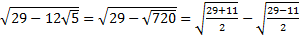 √(29 − 12√5) = √(29 − √720) = √((29+11)/2) − √((29−11)/2)